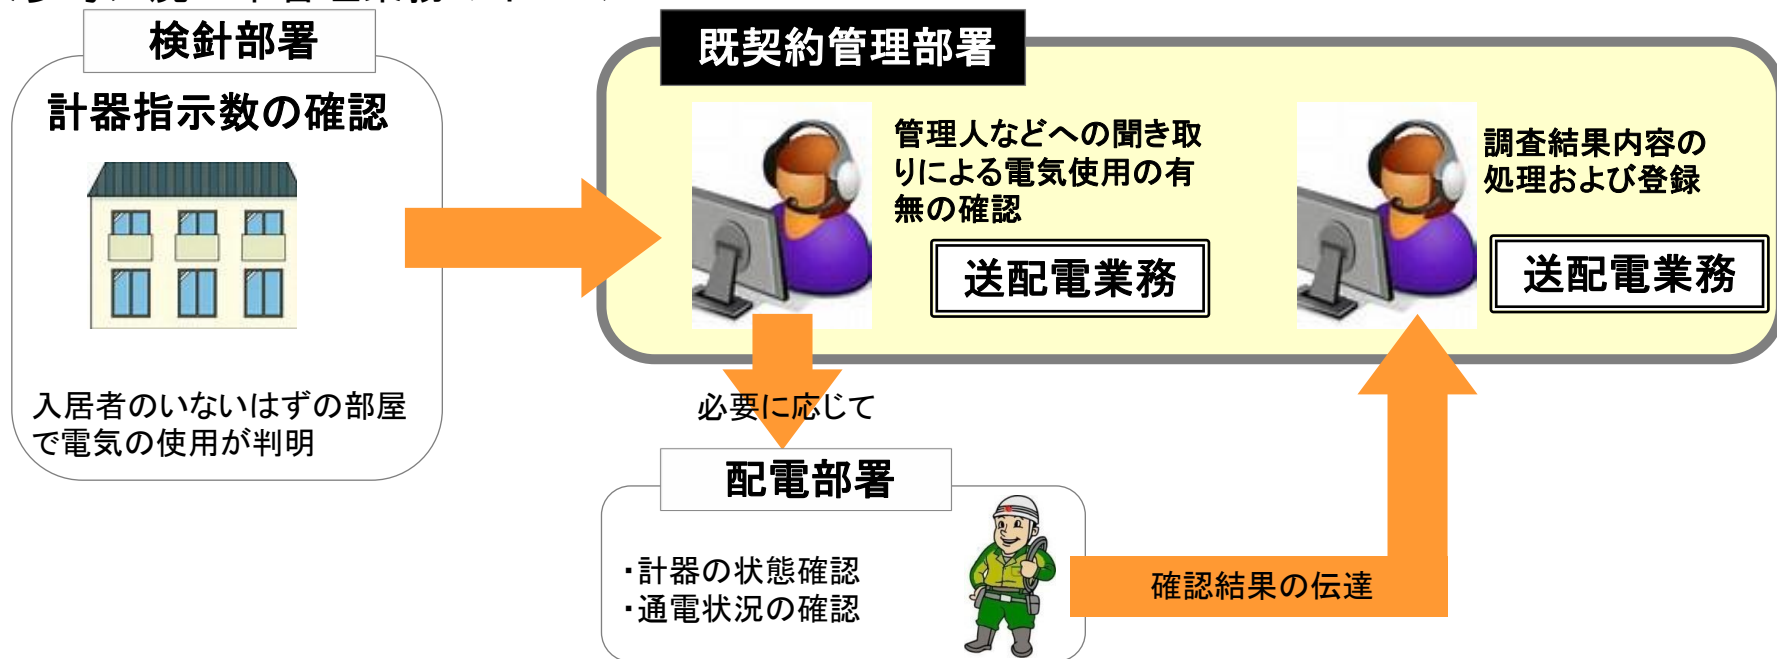 検針部署
計器指示数の確認
入居者のいないはずの部屋
で電気の使用が判明
既契約管理部署
管理人などへの聞き取
りによる電気使用の有
無の確認
送配電業務
調査結果内容の
処理および登録
送配電業務
必要に応じて
配電部署
・計器の状態確認
・通電状況の確認
確認結果の伝達